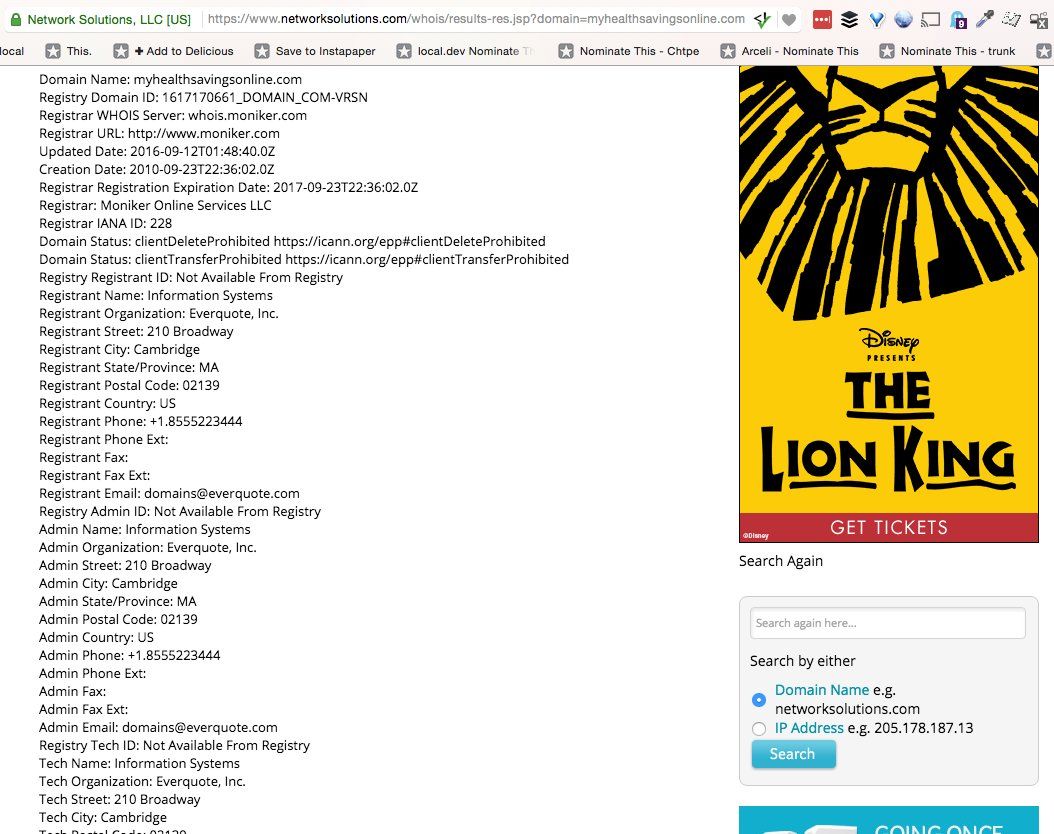 Network Solutions, LLC [US] https://www.networksolutions.com/whois/results-res.jsp?domain=myhealthsavingsonline.com
local This. + Add to Delicious Save to Instapaper local.dev Nominate Th Nominate This - Chtpe Arceli - Nominate This Nominate This - trunk
Domain Name: myhealthsavingsonline.com
Registry Domain ID: 1617170661_DOMAIN_COM-VRSN
Registrar WHOIS Server: whois.moniker.com
Registrar URL: http://www.moniker.com
Updated Date: 2016-09-12T01:48:40.0Z
Creation Date: 2010-09-23T22:36:02.0Z
Registrar Registration Expiration Date: 2017-09-23T22:36:02.0Z
Registrar: Moniker Online Services LLC
Registrar IANA ID: 228
Domain Status: clientDeleteProhibited https://icann.org/epp#clientDeleteProhibited
Domain Status: clientTransferProhibited https://icann.org/epp#clientTransferProhibited
Registry Registrant ID: Not Available From Registry
Registrant Name: Information Systems
Registrant Organization: Everquote, Inc.
Registrant Street: 210 Broadway
Registrant City: Cambridge
Registrant State/Province: MA
Registrant Postal Code: 02139
Registrant Country: US
Registrant Phone: +1.8555223444
Registrant Phone Ext:
Registrant Fax:
Registrant Fax Ext:
Registrant Email: domains@everquote.com
Registry Admin ID: Not Available From Registry
Admin Name: Information Systems
Admin Organization: Everquote, Inc.
Admin Street: 210 Broadway
Admin City: Cambridge
Admin State/Province: MA
Admin Postal Code: 02139
Admin Country: US
Admin Phone: +1.8555223444
Admin Phone Ext:
Admin Fax:
Admin Fax Ext:
Admin Email: domains@everquote.com
Registry Tech ID: Not Available From Registry
Tech Name: Information Systems
Tech Organization: Everquote, Inc.
Tech Street: 210 Broadway
Tech City: Cambridge
Tech Postal Code: 02139
Disney
PRESENTS
THE
LION KING
GET TICKETS
©Disney
Search Again
Search again here...
Search by either
Domain Name e.g.
networksolutions.com
IP Address e.g. 205.178.187.13
Search
GOING ONCE
9